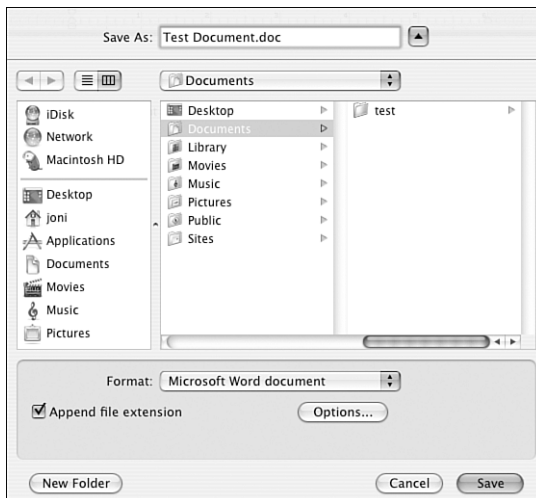 Save As: Test Document.doc
Documents
iDisk
Network
Macintosh HD
Desktop
joni
Applications
Documents
Movies
Music
Pictures
Desktop
Documents
Library
Movies
Music
Pictures
Public
Sites
test
Format: Microsoft Word document
Append file extension
Options...
New Folder
Cancel
Save